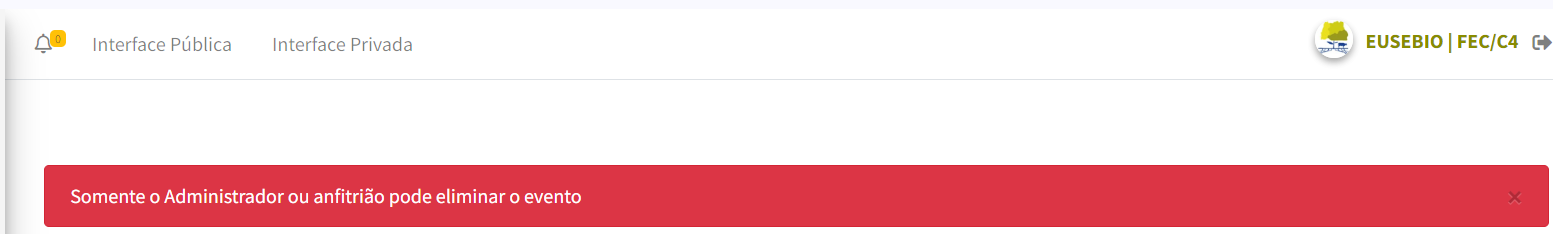 0
Interface Pública
Interface Privada
EUSEBIO | FEC/C4
Somente o Administrador ou anfitrião pode eliminar o evento
×